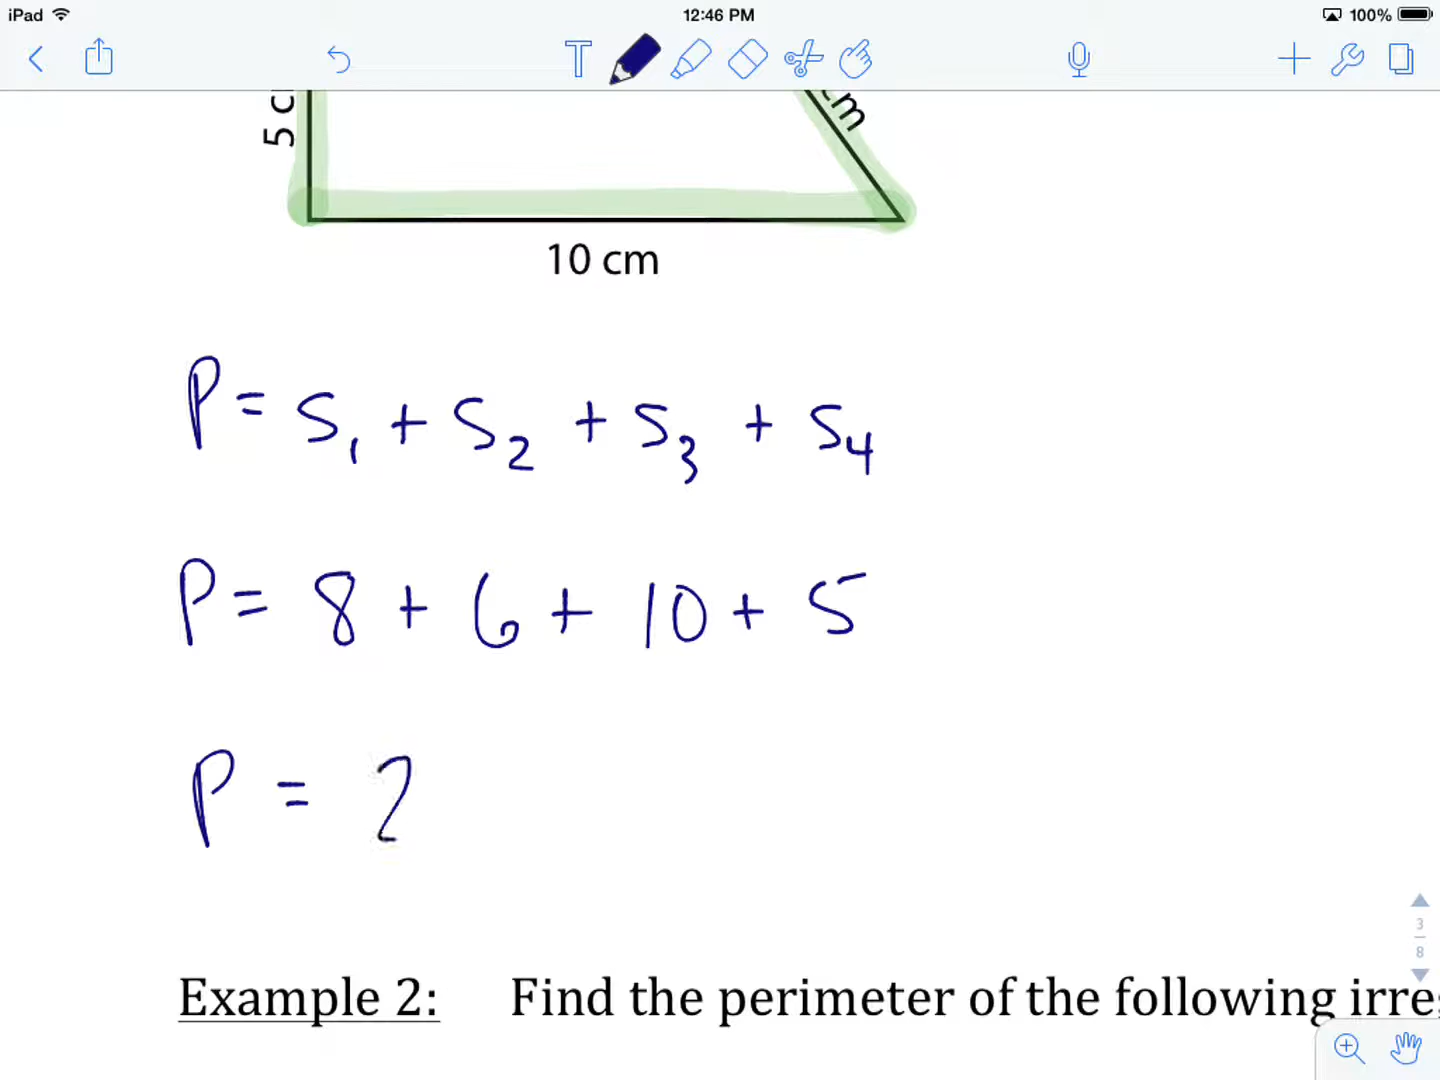 iPad 12:46 PM 100%
T
5 c
cm
10 cm
P = S₁ + S₂ + S₃ + S₄
P = 8 + 6 + 10 + 5
P = 2
3
8
Example 2: Find the perimeter of the following irre